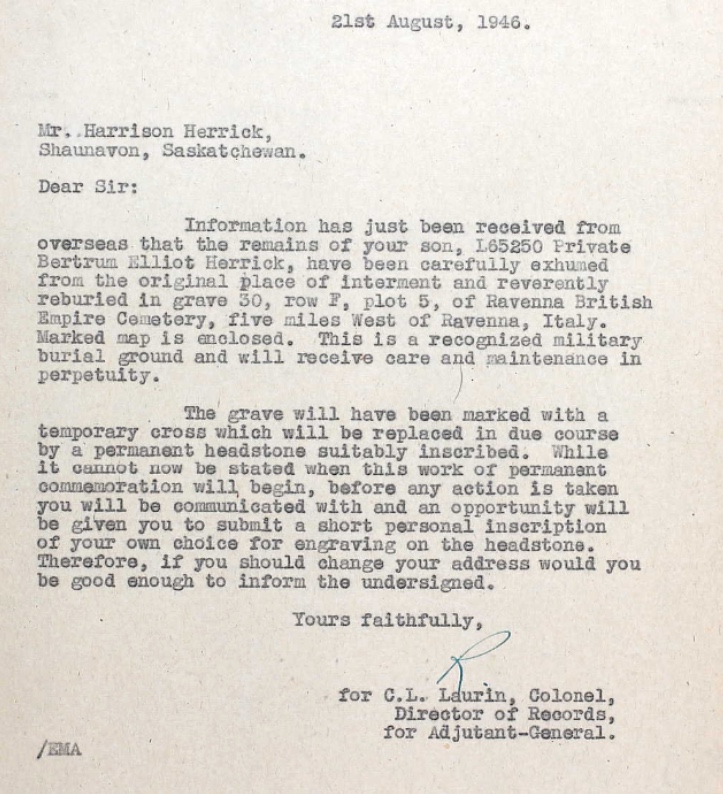 21st August, 1946.
Mr. Harrison Herrick,
Shaunavon, Saskatchewan.
Dear Sir:
Information has just been received from
overseas that the remains of your son, L65250 Private
Bertrum Elliot Herrick, have been carefully exhumed
from the original place of interment and reverently
reburied in grave 30, row F, plot 5, of Ravenna British
Empire Cemetery, five miles West of Ravenna, Italy.
Marked map is enclosed. This is a recognized military
burial ground and will receive care and maintenance in
perpetuity.
The grave will have been marked with a
temporary cross which will be replaced in due course
by a permanent headstone suitably inscribed. While
it cannot now be stated when this work of permanent
commemoration will begin, before any action is taken
you will be communicated with and an opportunity will
be given you to submit a short personal inscription
of your own choice for engraving on the headstone.
Therefore, if you should change your address would you
be good enough to inform the undersigned.
Yours faithfully,
R
for C.L. Laurin, Colonel,
Director of Records,
for Adjutant-General.
/EMA